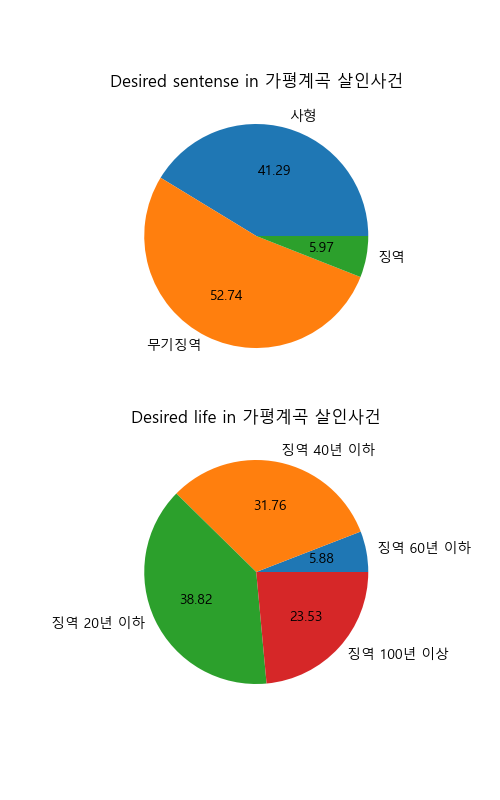 Desired sentense in 가평계곡 살인사건
사형
41.29
5.97
징역
52.74
무기징역
Desired life in 가평계곡 살인사건
징역 40년 이하
31.76
징역 60년 이하
5.88
38.82
23.53
징역 20년 이하
징역 100년 이상